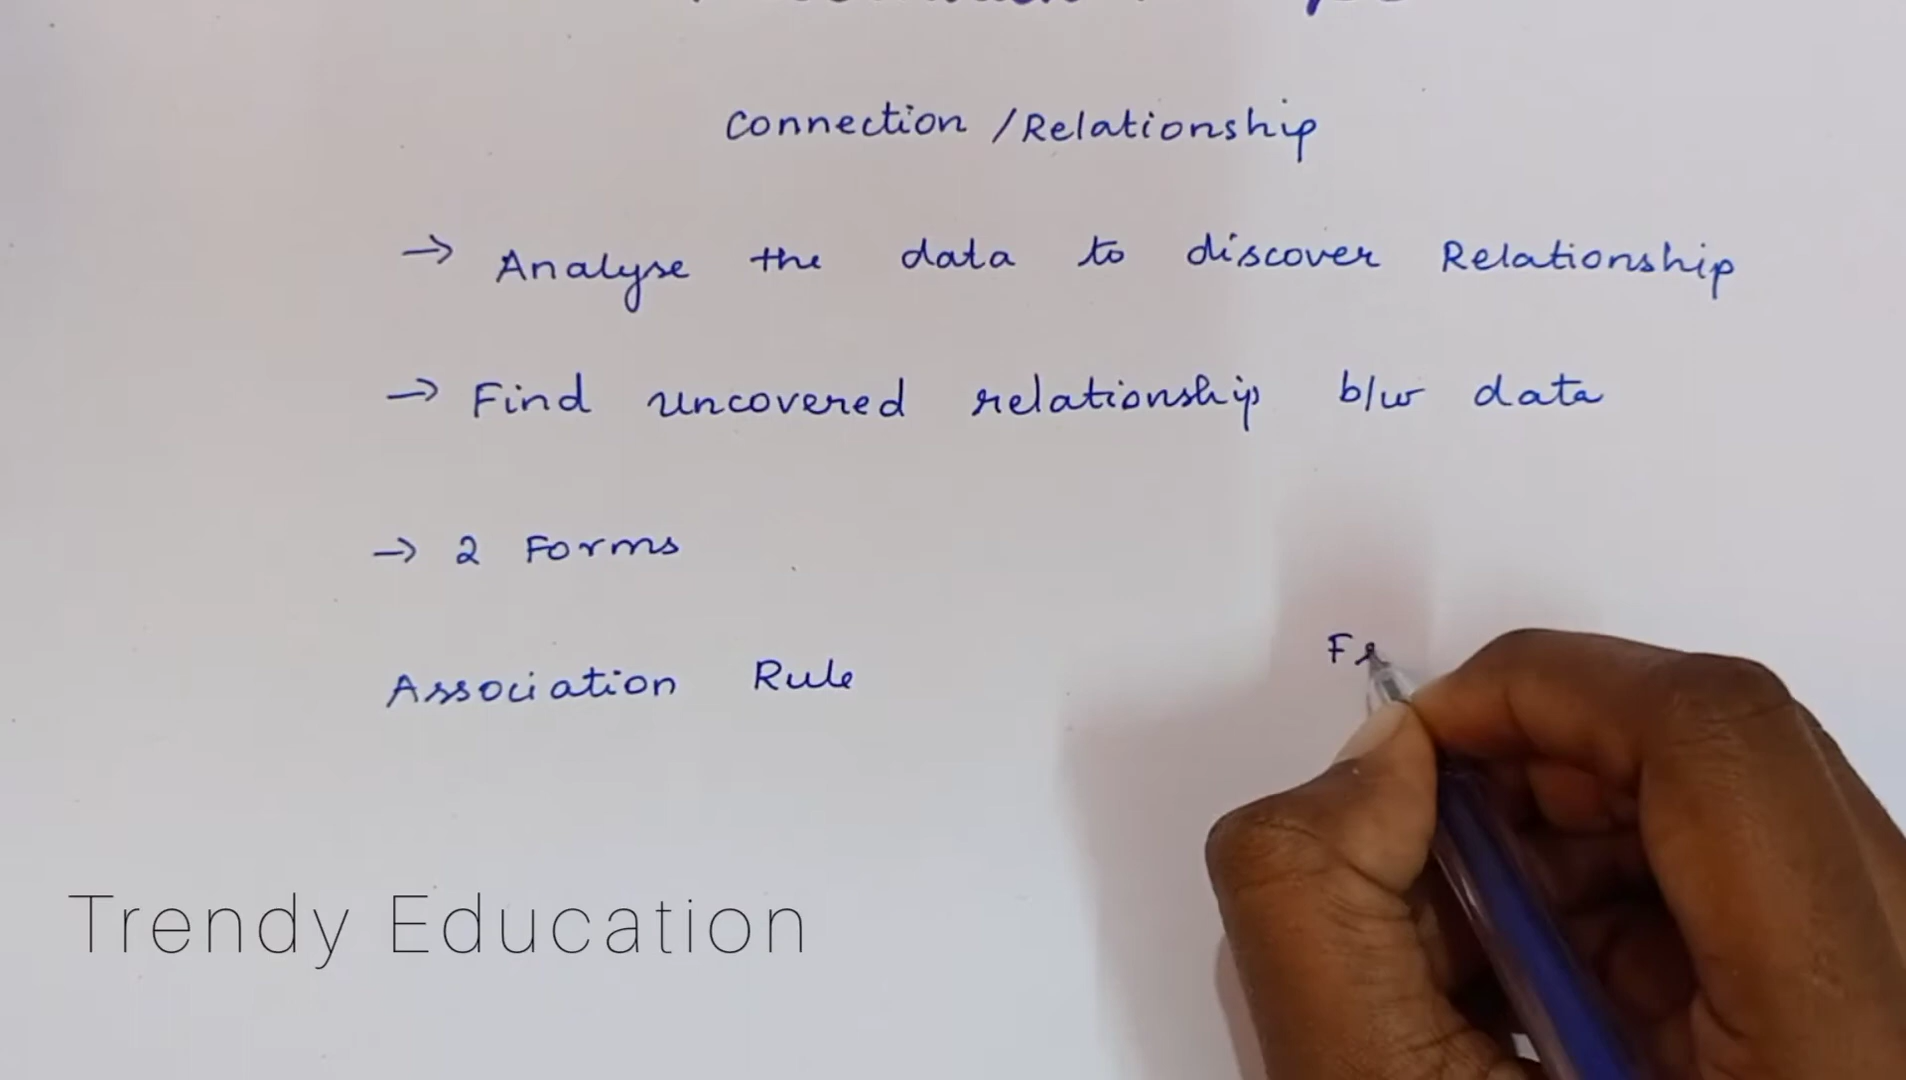 Connection / Relationship
→ Analyse the data to discover Relationship
→ Find uncovered relationship b/w data
→ 2 Forms
Association Rule
Trendy Education